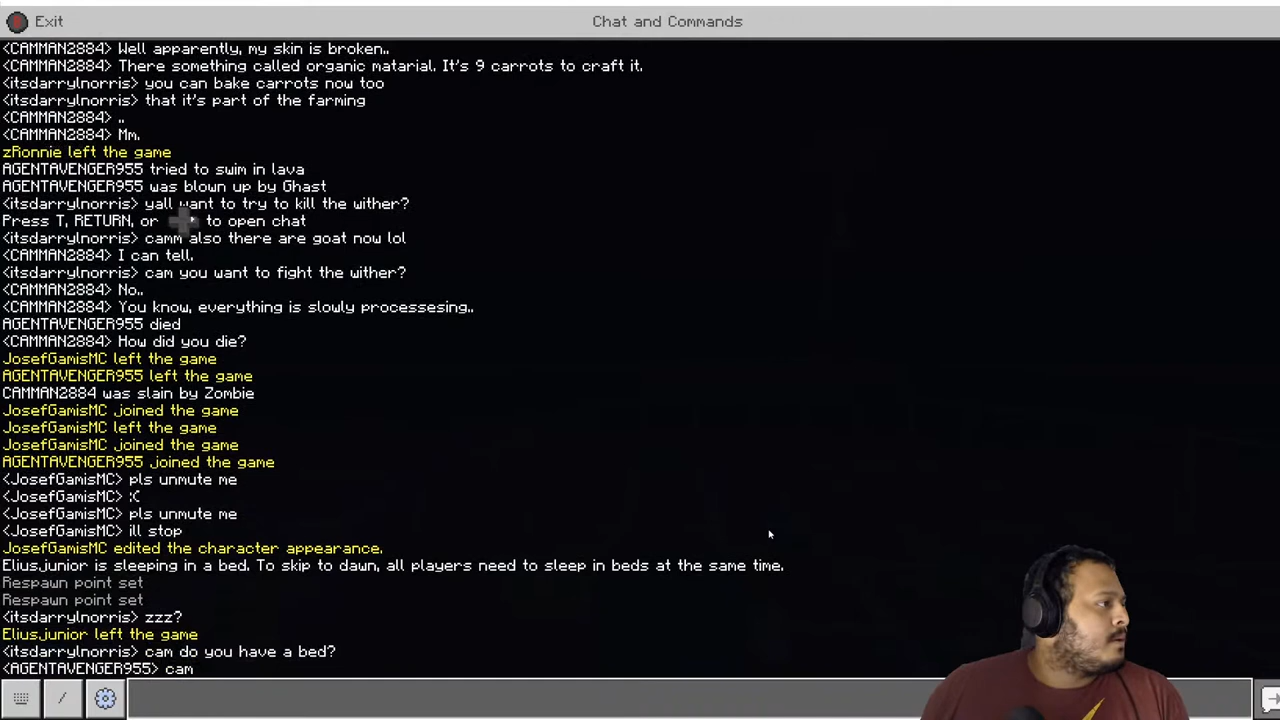 Exit
Chat and Commands
<CAMMAN2884> Well apparently, my skin is broken..
<CAMMAN2884> There something called organic matarial. It's 9 carrots to craft it.
<itsdarrylnorris> you can bake carrots now too
<itsdarrylnorris> that it's part of the farming
<CAMMAN2884> ..
<CAMMAN2884> Mm.
zRonnie left the game
AGENTAVENGER955 tried to swim in lava
AGENTAVENGER955 was blown up by Ghast
<itsdarrylnorris> yall want to try to kill the wither?
Press T, RETURN, or to open chat
<itsdarrylnorris> camm also there are goat now lol
<CAMMAN2884> I can tell.
<itsdarrylnorris> cam you want to fight the wither?
<CAMMAN2884> No..
<CAMMAN2884> You know, everything is slowly processesing..
AGENTAVENGER955 died
<CAMMAN2884> How did you die?
JosefGamisMC left the game
AGENTAVENGER955 left the game
CAMMAN2884 was slain by Zombie
JosefGamisMC joined the game
JosefGamisMC left the game
JosefGamisMC joined the game
AGENTAVENGER955 joined the game
<JosefGamisMC> pls unmute me
<JosefGamisMC> :(
<JosefGamisMC> pls unmute me
<JosefGamisMC> ill stop
JosefGamisMC edited the character appearance.
Eliusjunior is sleeping in a bed. To skip to dawn, all players need to sleep in beds at the same time.
Respawn point set
Respawn point set
<itsdarrylnorris> zzz?
Eliusjunior left the game
<itsdarrylnorris> cam do you have a bed?
<AGENTAVENGER955> cam
/